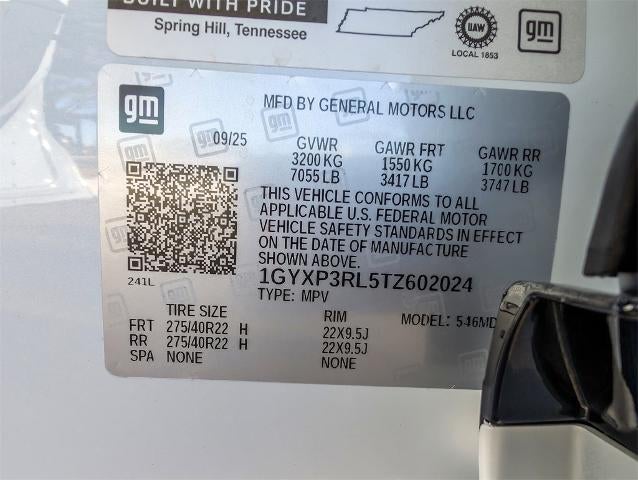 BUILT WITH PRIDE
Spring Hill, Tennessee
UAW
LOCAL 1853
gm
gm
MFD BY GENERAL MOTORS LLC
09/25
GVWR GAWR FRT GAWR RR
3200 KG 1550 KG 1700 KG
7055 LB 3417 LB 3747 LB
THIS VEHICLE CONFORMS TO ALL
APPLICABLE U.S. FEDERAL MOTOR
VEHICLE SAFETY STANDARDS IN EFFECT
ON THE DATE OF MANUFACTURE
SHOWN ABOVE.
241L
1GYXP3RL5TZ602024
TYPE: MPV
TIRE SIZE RIM MODEL: 546MD
FRT 275/40R22 H 22X9.5J
RR 275/40R22 H 22X9.5J
SPA NONE NONE